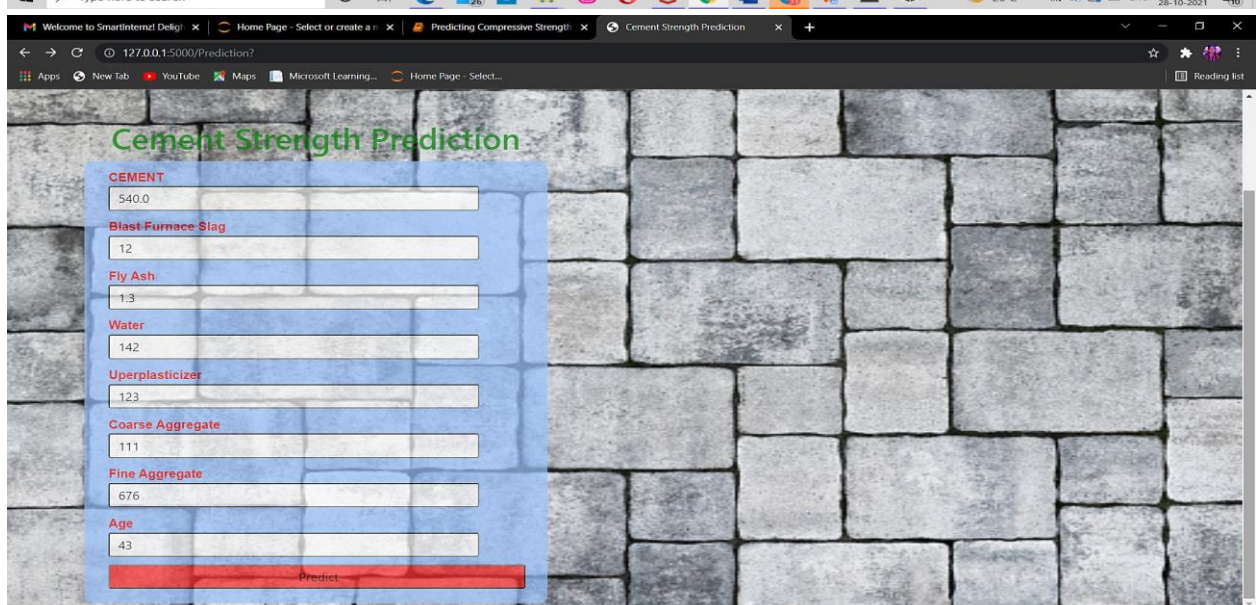 28-10-2021
Welcome to SmartInternz! Deligh
Home Page - Select or create a n
Predicting Compressive Strength
Cement Strength Prediction
127.0.0.1:5000/Prediction?
Apps
New Tab
YouTube
Maps
Microsoft Learning...
Home Page - Select...
Reading list
Cement Strength Prediction
CEMENT
540.0
Blast Furnace Slag
12
Fly Ash
1.3
Water
142
Uperplasticizer
123
Coarse Aggregate
111
Fine Aggregate
676
Age
43
Predict